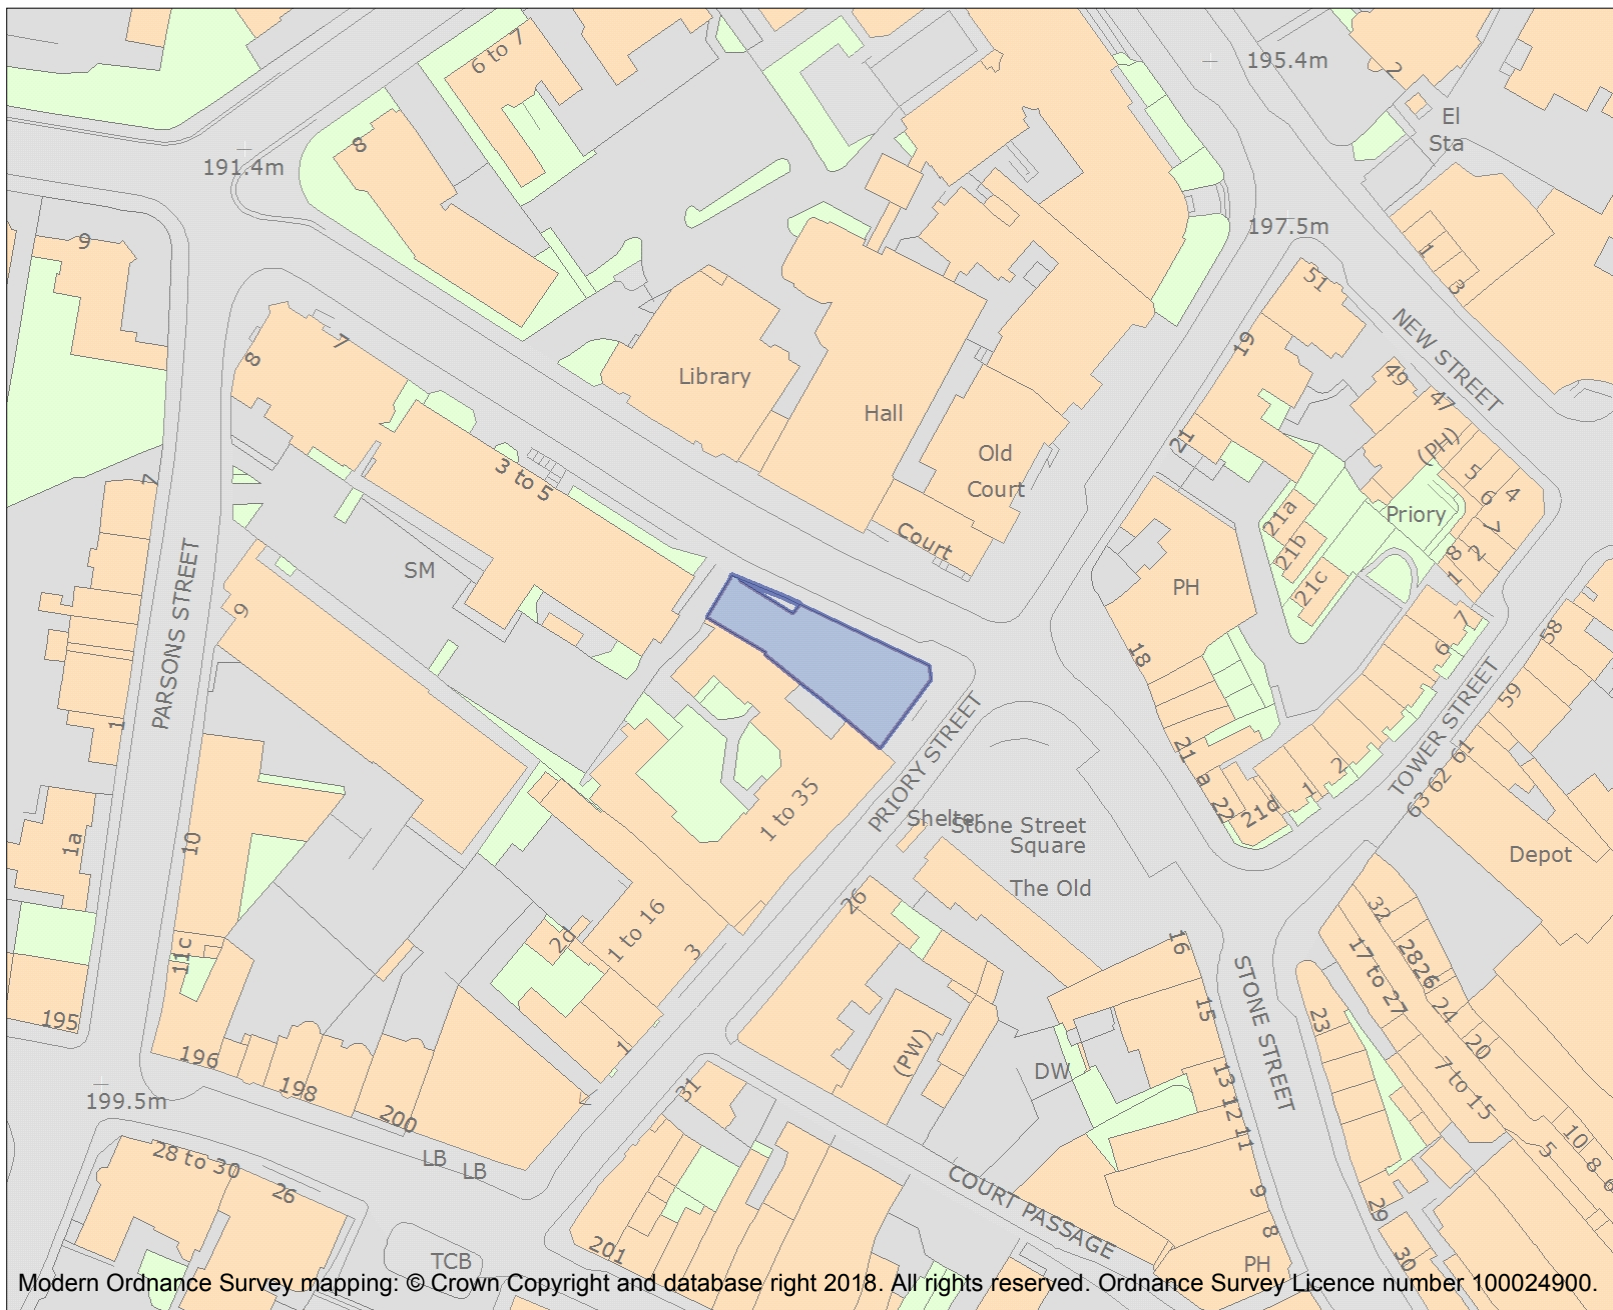 6 to 7
195.4m
2
El
Sta
8
191.4m
197.5m
9
1
3
51
NEW STREET
19
8
7
Library
49
47
Hall
(PH)
21
Old
Court
5
6
4
3 to 5
7
Priory
21a
7
Court
21b
8
2
SM
PH
21c
1
9
7
58
6
18
PARSONS STREET
59
PRIORY STREET
TOWER STREET
1
21 a
61
62
63
2
1
1 to 35
22
21d
Shelter
Stone Street
Square
1a
10
Depot
The Old
26
32
1 to 16
2d
3
16
11c
28
26
17 to 27
STONE STREET
24
15
195
23
20
1
(PW)
196
DW
13
7 to 15
198
31
199.5m
12
200
11
10
28 to 30
5
LB
LB
8
26
COURT PASSAGE
9
6
29
8
201
TCB
PH
30
Modern Ordnance Survey mapping: © Crown Copyright and database right 2018. All rights reserved. Ordnance Survey Licence number 100024900.